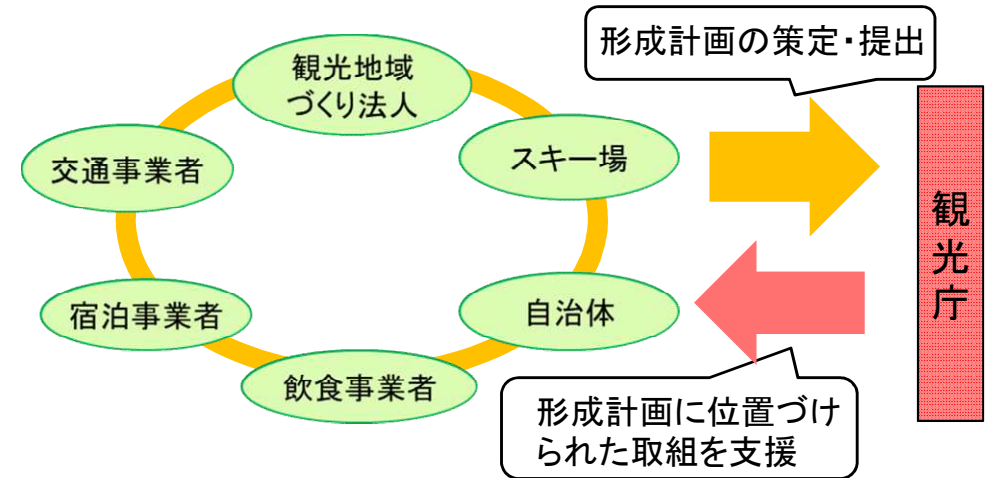 形成計画の策定・提出
観光地域
づくり法人
スキー場
交通事業者
観光庁
宿泊事業者
自治体
飲食事業者
形成計画に位置づけ
られた取組を支援